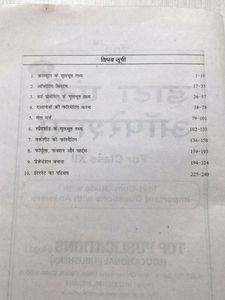 विषय सूची
1. कम्प्यूटर के मूलभूत तत्व 1-16
2. ऑपरेटिंग सिस्टम 17-35
3. वर्ड प्रोसेसिंग के मूलभूत तत्व 36-57
4. दस्तावेजों की फॉरमेटिंग करना 58-78
5. मेल मर्ज 79-101
6. स्प्रेडशीट के मूलभूत तत्व 102-133
7. वर्कशीट की फॉरमेटिंग 134-158
8. फॉर्मूला, फंक्शन और चार्ट्स 159-193
9. प्रेजेन्टेशन बनाना 194-224
10. इंटरनेट का परिचय 225-240
For Class XII
TOP PUBLICATIONS